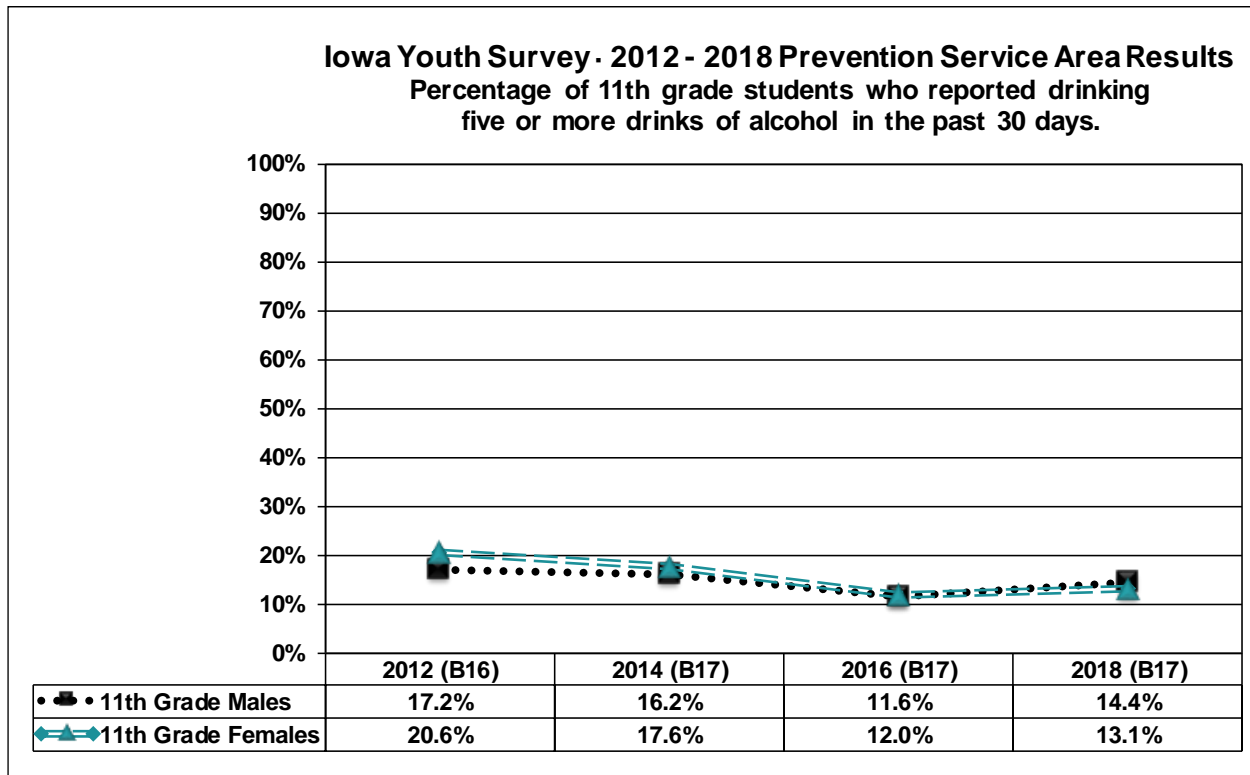 Iowa Youth Survey · 2012 - 2018 Prevention Service Area Results
Percentage of 11th grade students who reported drinking
five or more drinks of alcohol in the past 30 days.
100%
90%
80%
70%
60%
50%
40%
30%
20%
10%
0%
2012 (B16) 2014 (B17) 2016 (B17) 2018 (B17)
11th Grade Males 17.2% 16.2% 11.6% 14.4%
11th Grade Females 20.6% 17.6% 12.0% 13.1%